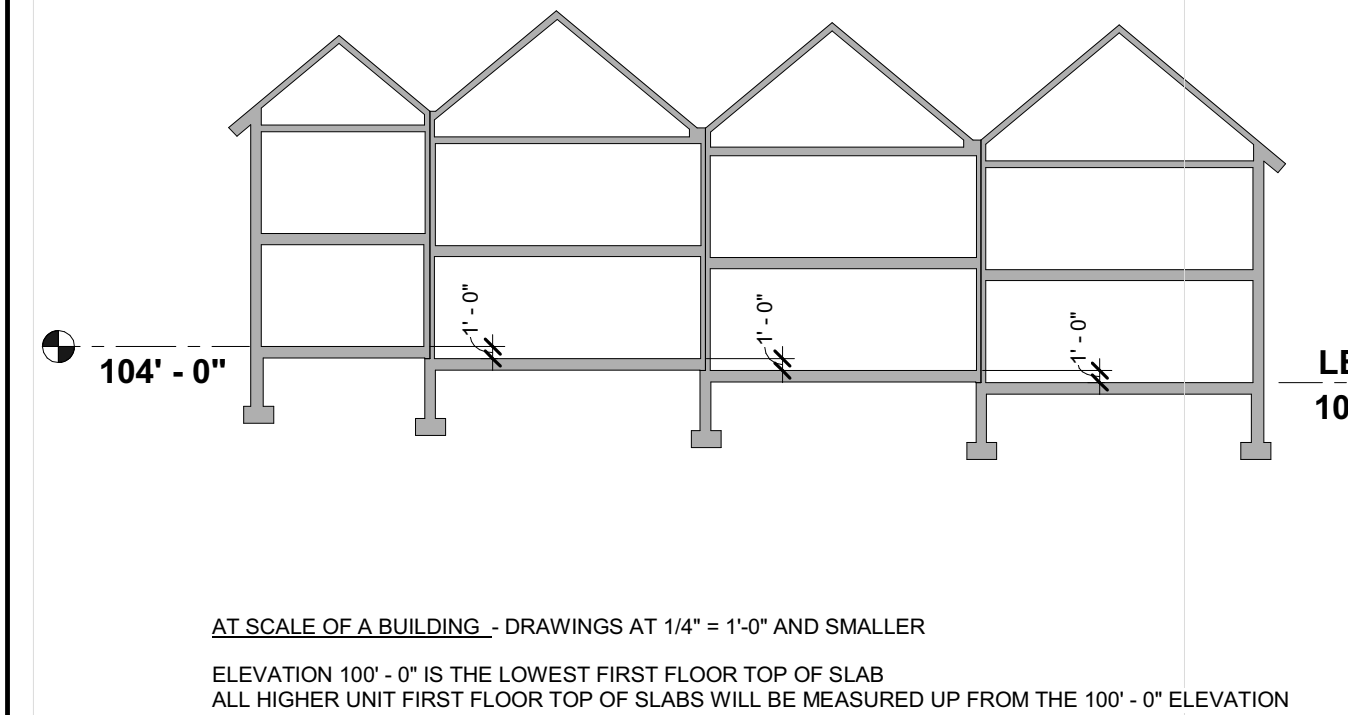 1' - 0"
1' - 0"
1' - 0"
104' - 0"
AT SCALE OF A BUILDING - DRAWINGS AT 1/4" = 1'-0" AND SMALLER
ELEVATION 100' - 0" IS THE LOWEST FIRST FLOOR TOP OF SLAB
ALL HIGHER UNIT FIRST FLOOR TOP OF SLABS WILL BE MEASURED UP FROM THE 100' - 0" ELEVATION